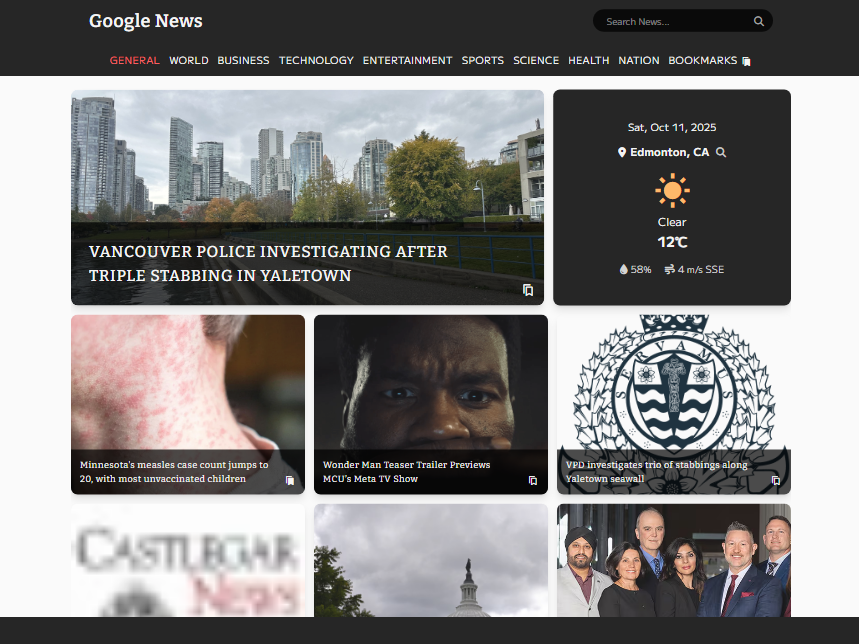 Google News
Search News...
GENERAL WORLD BUSINESS TECHNOLOGY ENTERTAINMENT SPORTS SCIENCE HEALTH NATION BOOKMARKS
VANCOUVER POLICE INVESTIGATING AFTER
TRIPLE STABBING IN YALETOWN
Sat, Oct 11, 2025
Edmonton, CA
Clear
12℃
58% 4 m/s SSE
SERVAMUS
Minnesota's measles case count jumps to
20, with most unvaccinated children
Wonder Man Teaser Trailer Previews
MCU's Meta TV Show
VPD investigates trio of stabbings along
Yaletown seawall
CASTLEGAR
News